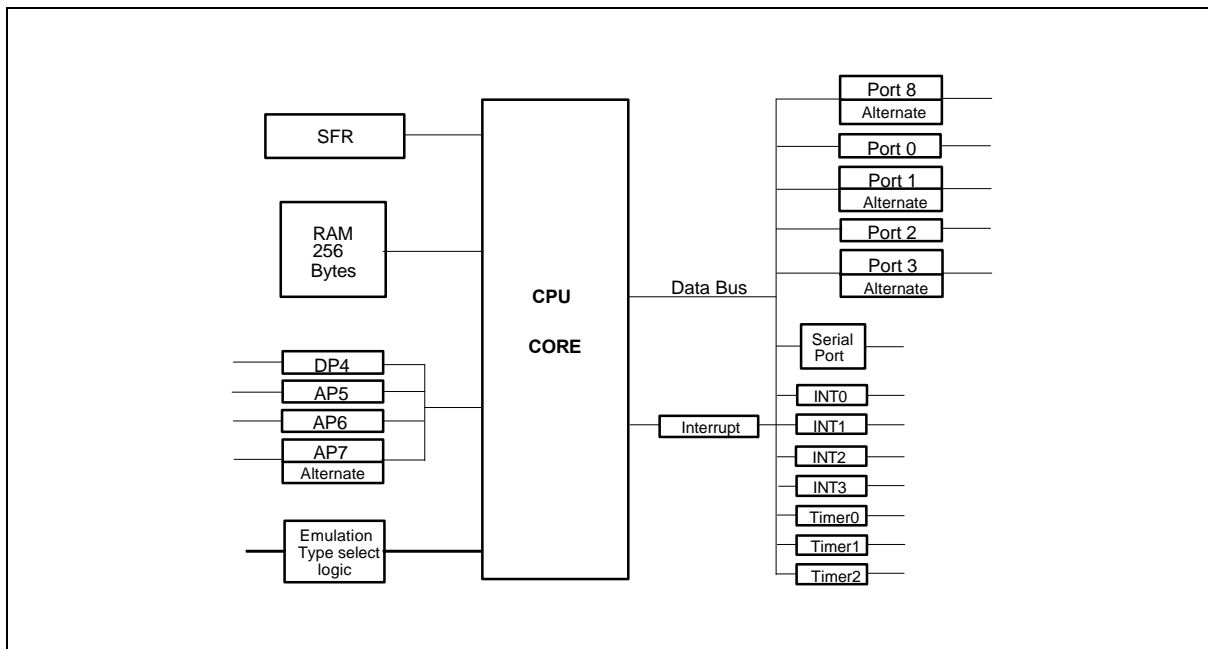 SFR
RAM
256
Bytes
DP4
AP5
AP6
AP7
Alternate
Emulation
Type select
logic
CPU
CORE
Data Bus
Interrupt
Port 8
Alternate
Port 0
Port 1
Alternate
Port 2
Port 3
Alternate
Serial
Port
INT0
INT1
INT2
INT3
Timer0
Timer1
Timer2